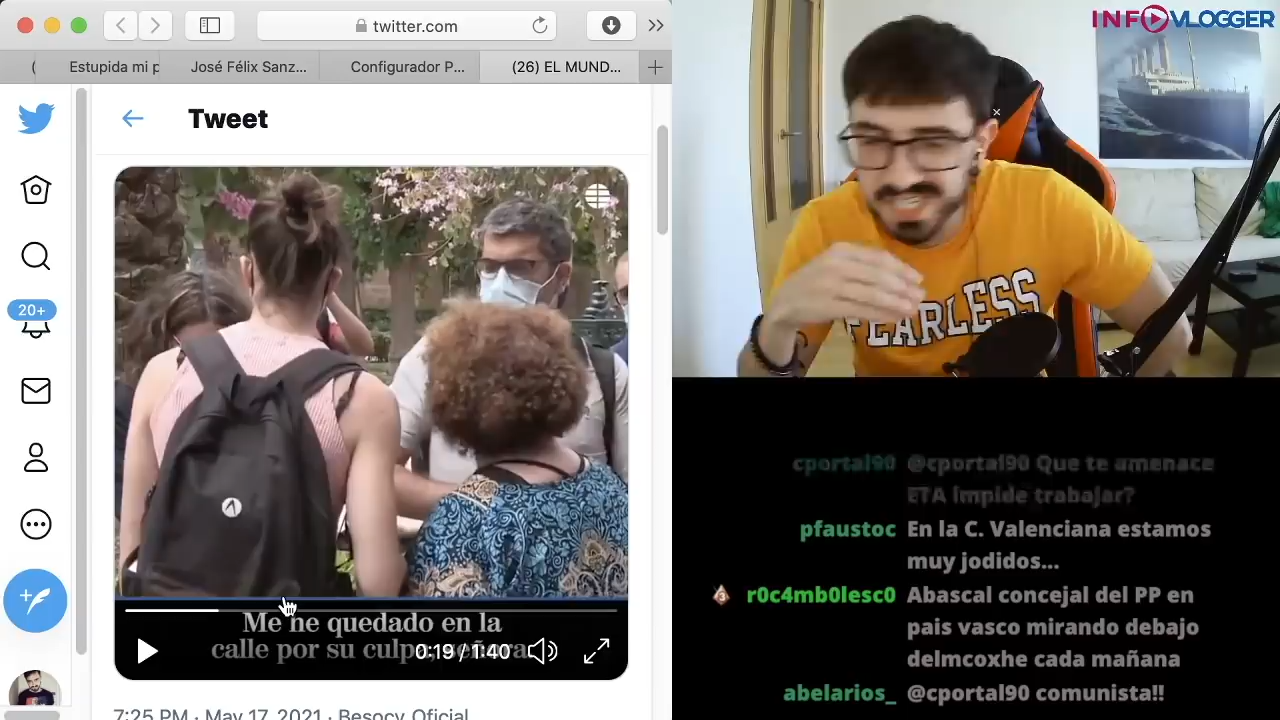 twitter.com
(
Estupida mi p
José Félix Sanz...
Configurador P...
(26) EL MUND...
20+
Tweet
Me he quedado en la
calle por su culpa, señora
0:19 / 1:40
7:25 PM · May 17, 2021 · Besocy_Oficial
INFOVLOGGER
FEARLESS
cportal90 @cportal90 Que te amenace
ETA impide trabajar?
pfaustoc En la C. Valenciana estamos
muy jodidos...
3 r0c4mb0lesc0 Abascal concejal del PP en
pais vasco mirando debajo
delmcoxhe cada mañana
abelarios_ @cportal90 comunista!!